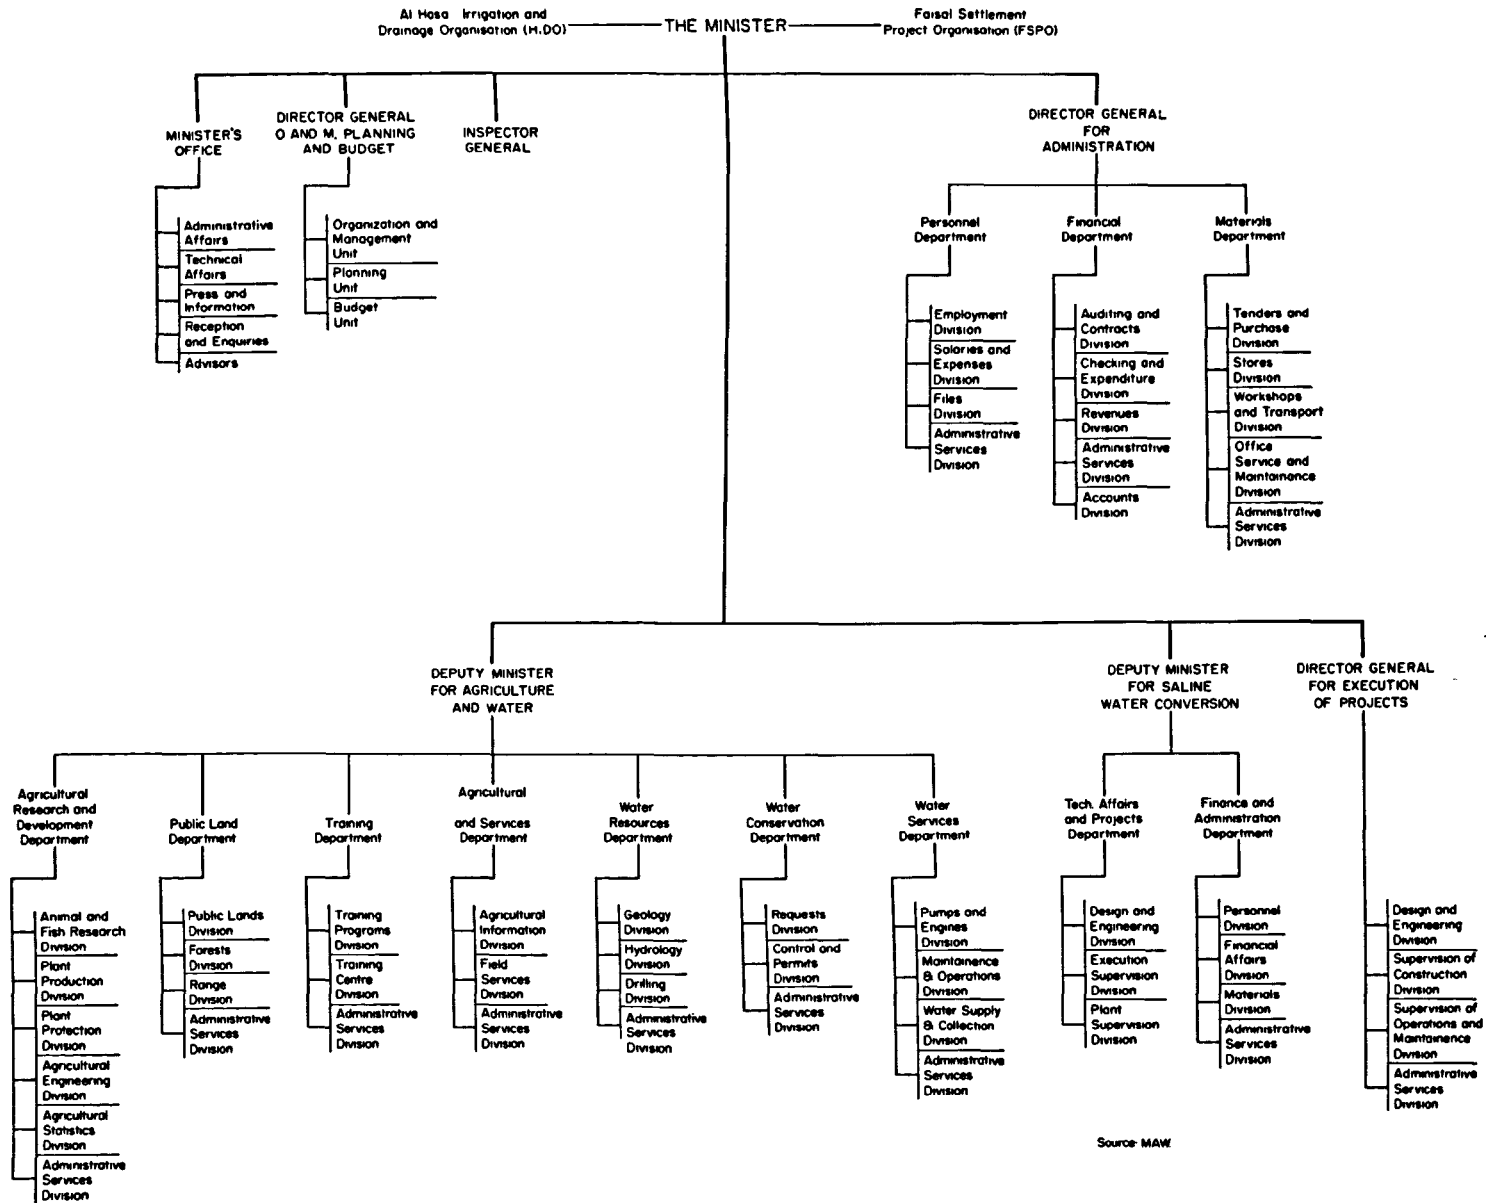 Al Hasa Irrigation and
Drainage Organisation (H.DO)
THE MINISTER
Faisal Settlement
Project Organisation (FSPO)
MINISTER'S
OFFICE
Administrative
Affairs
Technical
Affairs
Press and
Information
Reception
and Enquiries
Advisors
DIRECTOR GENERAL
O AND M, PLANNING
AND BUDGET
Organization and
Management
Unit
Planning
Unit
Budget
Unit
INSPECTOR
GENERAL
DIRECTOR GENERAL
FOR
ADMINISTRATION
Personnel
Department
Employment
Division
Salaries and
Expenses
Division
Files
Division
Administrative
Services
Division
Financial
Department
Auditing and
Contracts
Division
Checking and
Expenditure
Division
Revenues
Division
Administrative
Services
Division
Accounts
Division
Materials
Department
Tenders and
Purchase
Division
Stores
Division
Workshops
and Transport
Division
Office
Service and
Maintainance
Division
Administrative
Services
Division
DEPUTY MINISTER
FOR AGRICULTURE
AND WATER
Agricultural
Research and
Development
Department
Animal and
Fish Research
Division
Plant
Production
Division
Plant
Protection
Division
Agricultural
Engineering
Division
Agricultural
Statistics
Division
Administrative
Services
Division
Public Land
Department
Public Lands
Division
Forests
Division
Range
Division
Administrative
Services
Division
Training
Department
Training
Programs
Division
Training
Centre
Division
Administrative
Services
Division
Agricultural
and Services
Department
Agricultural
Information
Division
Field
Services
Division
Administrative
Services
Division
Water
Resources
Department
Geology
Division
Hydrology
Division
Drilling
Division
Administrative
Services
Division
Water
Conservation
Department
Requests
Division
Control and
Permits
Division
Administrative
Services
Division
Water
Services
Department
Pumps and
Engines
Division
Maintainence
& Operations
Division
Water Supply
& Collection
Division
Administrative
Services
Division
DEPUTY MINISTER
FOR SALINE
WATER CONVERSION
Tech. Affairs
and Projects
Department
Design and
Engineering
Division
Execution
Supervision
Division
Plant
Supervision
Division
Finance and
Administration
Department
Personnel
Division
Financial
Affairs
Division
Materials
Division
Administrative
Services
Division
DIRECTOR GENERAL
FOR EXECUTION
OF PROJECTS
Design and
Engineering
Division
Supervision of
Construction
Division
Supervision of
Operations and
Maintainence
Division
Administrative
Services
Division
Source: MAW.